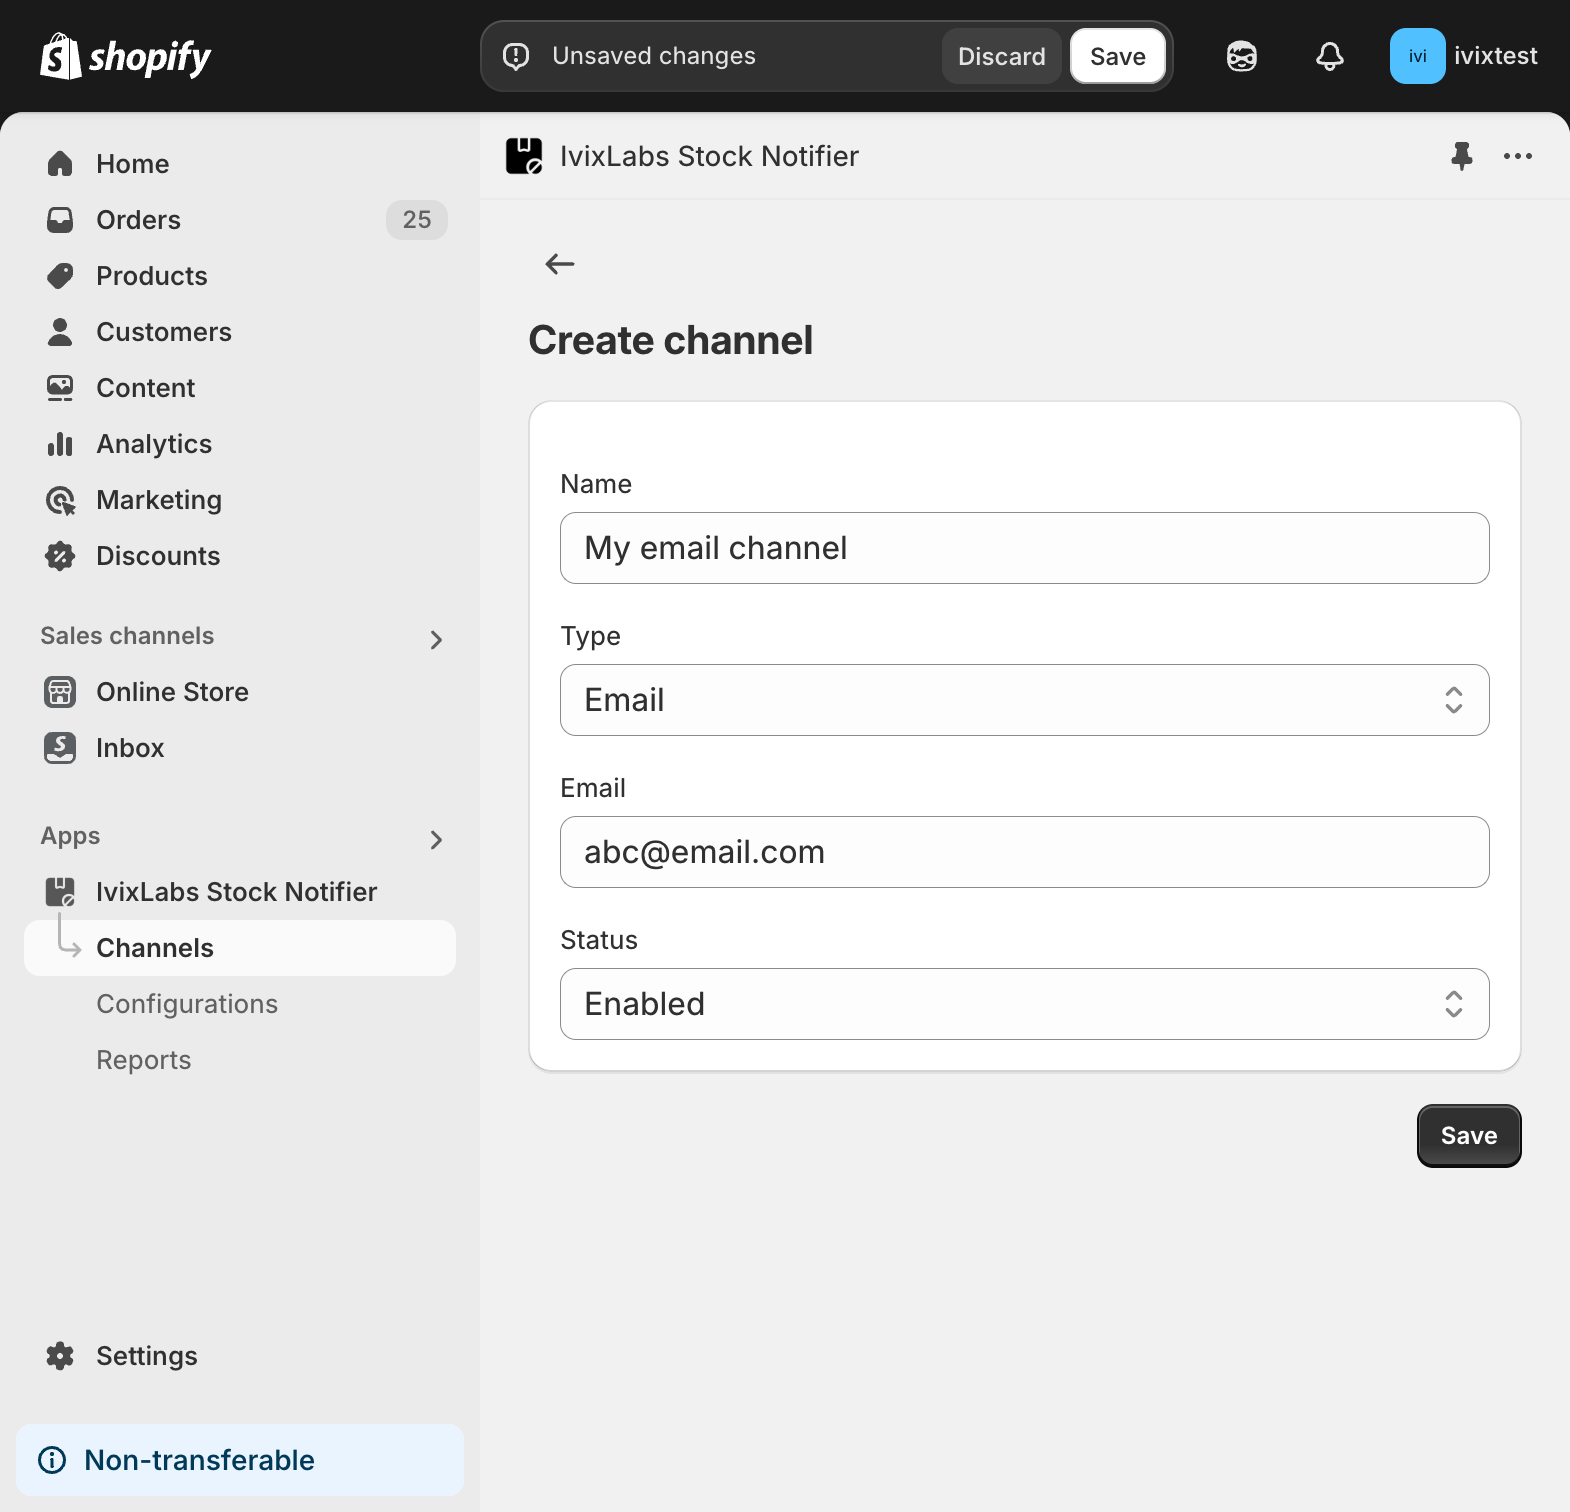 shopify
Unsaved changes
Discard
Save
ivi
ivixtest
Home
Orders
25
Products
Customers
Content
Analytics
Marketing
Discounts
Sales channels
Online Store
Inbox
Apps
IvixLabs Stock Notifier
Channels
Configurations
Reports
Settings
Non-transferable
IvixLabs Stock Notifier
Create channel
Name
My email channel
Type
Email
Email
abc@email.com
Status
Enabled
Save